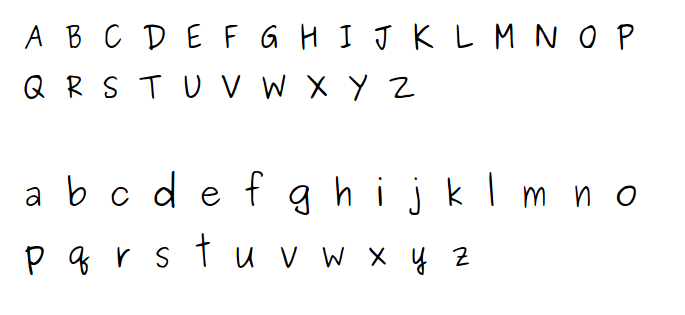 A B C D E F G H I J K L M N O P
Q R S T U V W X Y Z
a b c d e f g h i j k l m n o
p q r s t u v w x y z